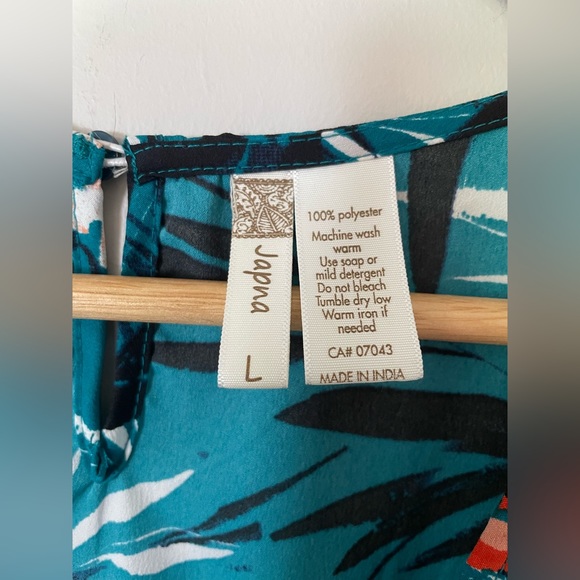 Japna
L
100% polyester
Machine wash
warm
Use soap or
mild detergent
Do not bleach
Tumble dry low
Warm iron if
needed
CA# 07043
MADE IN INDIA